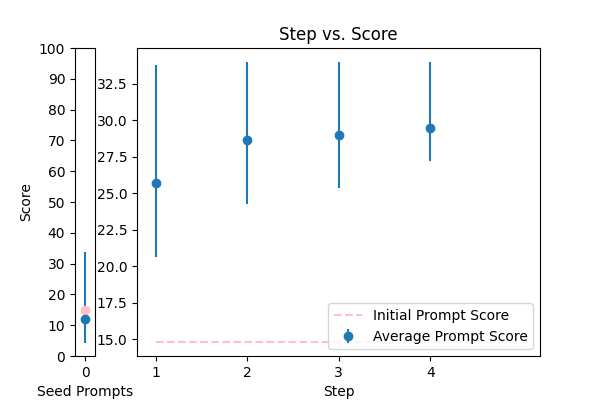 Step vs. Score
Score
100
90
80
70
60
50
40
30
20
10
0
0
Seed Prompts
32.5
30.0
27.5
25.0
22.5
20.0
17.5
15.0
1 2 3 4
Step
Initial Prompt Score
Average Prompt Score